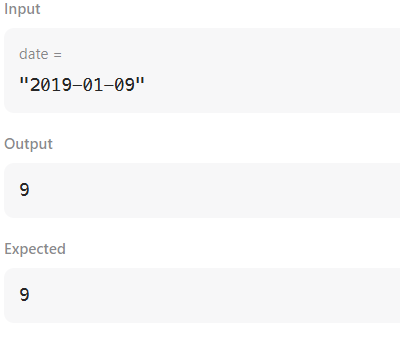 Input
date =
"2019-01-09"
Output
9
Expected
9